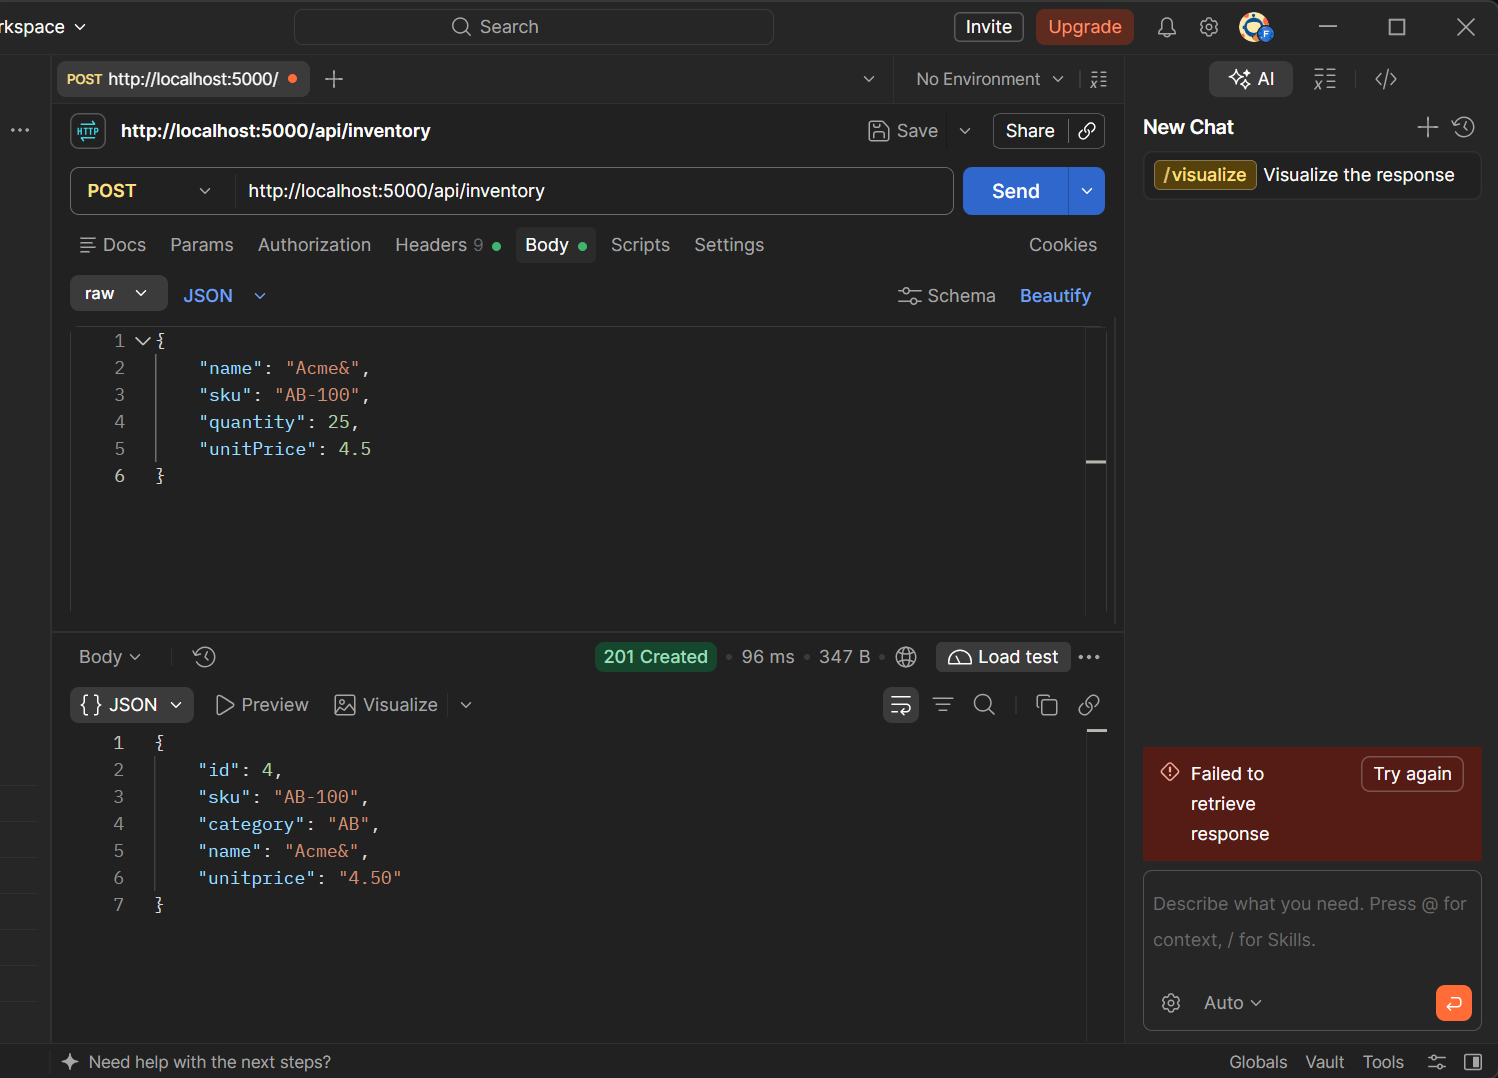 rkspace
Search
Invite
Upgrade
POST http://localhost:5000/
No Environment
AI
HTTP
http://localhost:5000/api/inventory
Save
Share
New Chat
POST
http://localhost:5000/api/inventory
Send
/visualize Visualize the response
Docs
Params
Authorization
Headers 9
Body
Scripts
Settings
Cookies
raw
JSON
Schema
Beautify
1 {
2 "name": "Acme&",
3 "sku": "AB-100",
4 "quantity": 25,
5 "unitPrice": 4.5
6 }
Body
201 Created
96 ms
347 B
Load test
{} JSON
Preview
Visualize
1 {
2 "id": 4,
3 "sku": "AB-100",
4 "category": "AB",
5 "name": "Acme&",
6 "unitprice": "4.50"
7 }
Failed to
retrieve
response
Try again
Describe what you need. Press @ for
context, / for Skills.
Auto
Need help with the next steps?
Globals
Vault
Tools